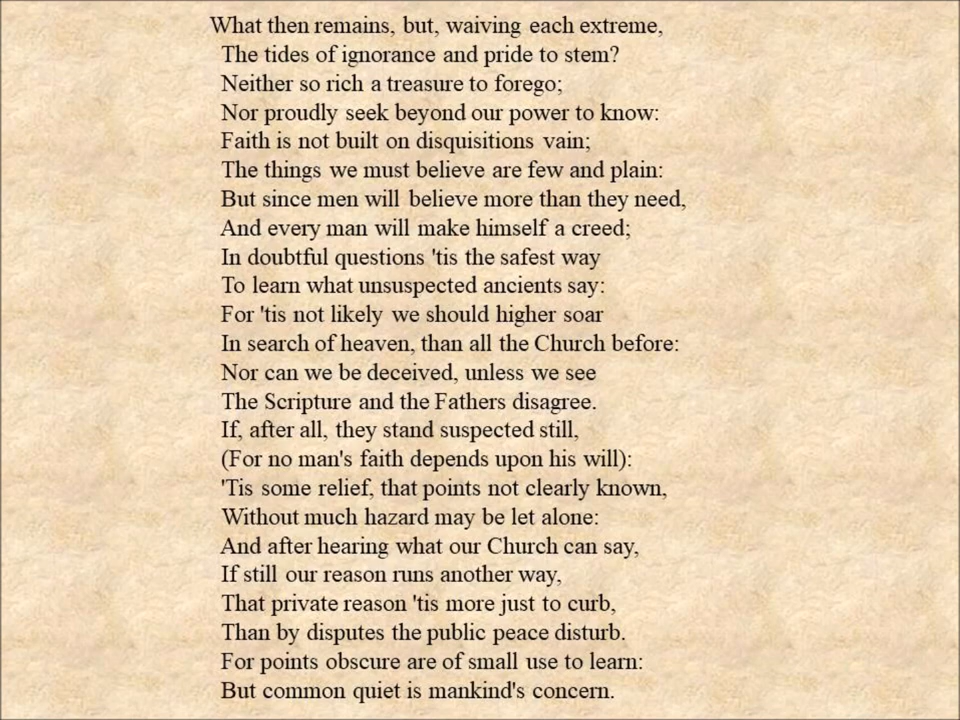 What then remains, but, waiving each extreme,
The tides of ignorance and pride to stem?
Neither so rich a treasure to forego;
Nor proudly seek beyond our power to know:
Faith is not built on disquisitions vain;
The things we must believe are few and plain:
But since men will believe more than they need,
And every man will make himself a creed;
In doubtful questions 'tis the safest way
To learn what unsuspected ancients say:
For 'tis not likely we should higher soar
In search of heaven, than all the Church before:
Nor can we be deceived, unless we see
The Scripture and the Fathers disagree.
If, after all, they stand suspected still,
(For no man's faith depends upon his will):
'Tis some relief, that points not clearly known,
Without much hazard may be let alone:
And after hearing what our Church can say,
If still our reason runs another way,
That private reason 'tis more just to curb,
Than by disputes the public peace disturb.
For points obscure are of small use to learn:
But common quiet is mankind's concern.